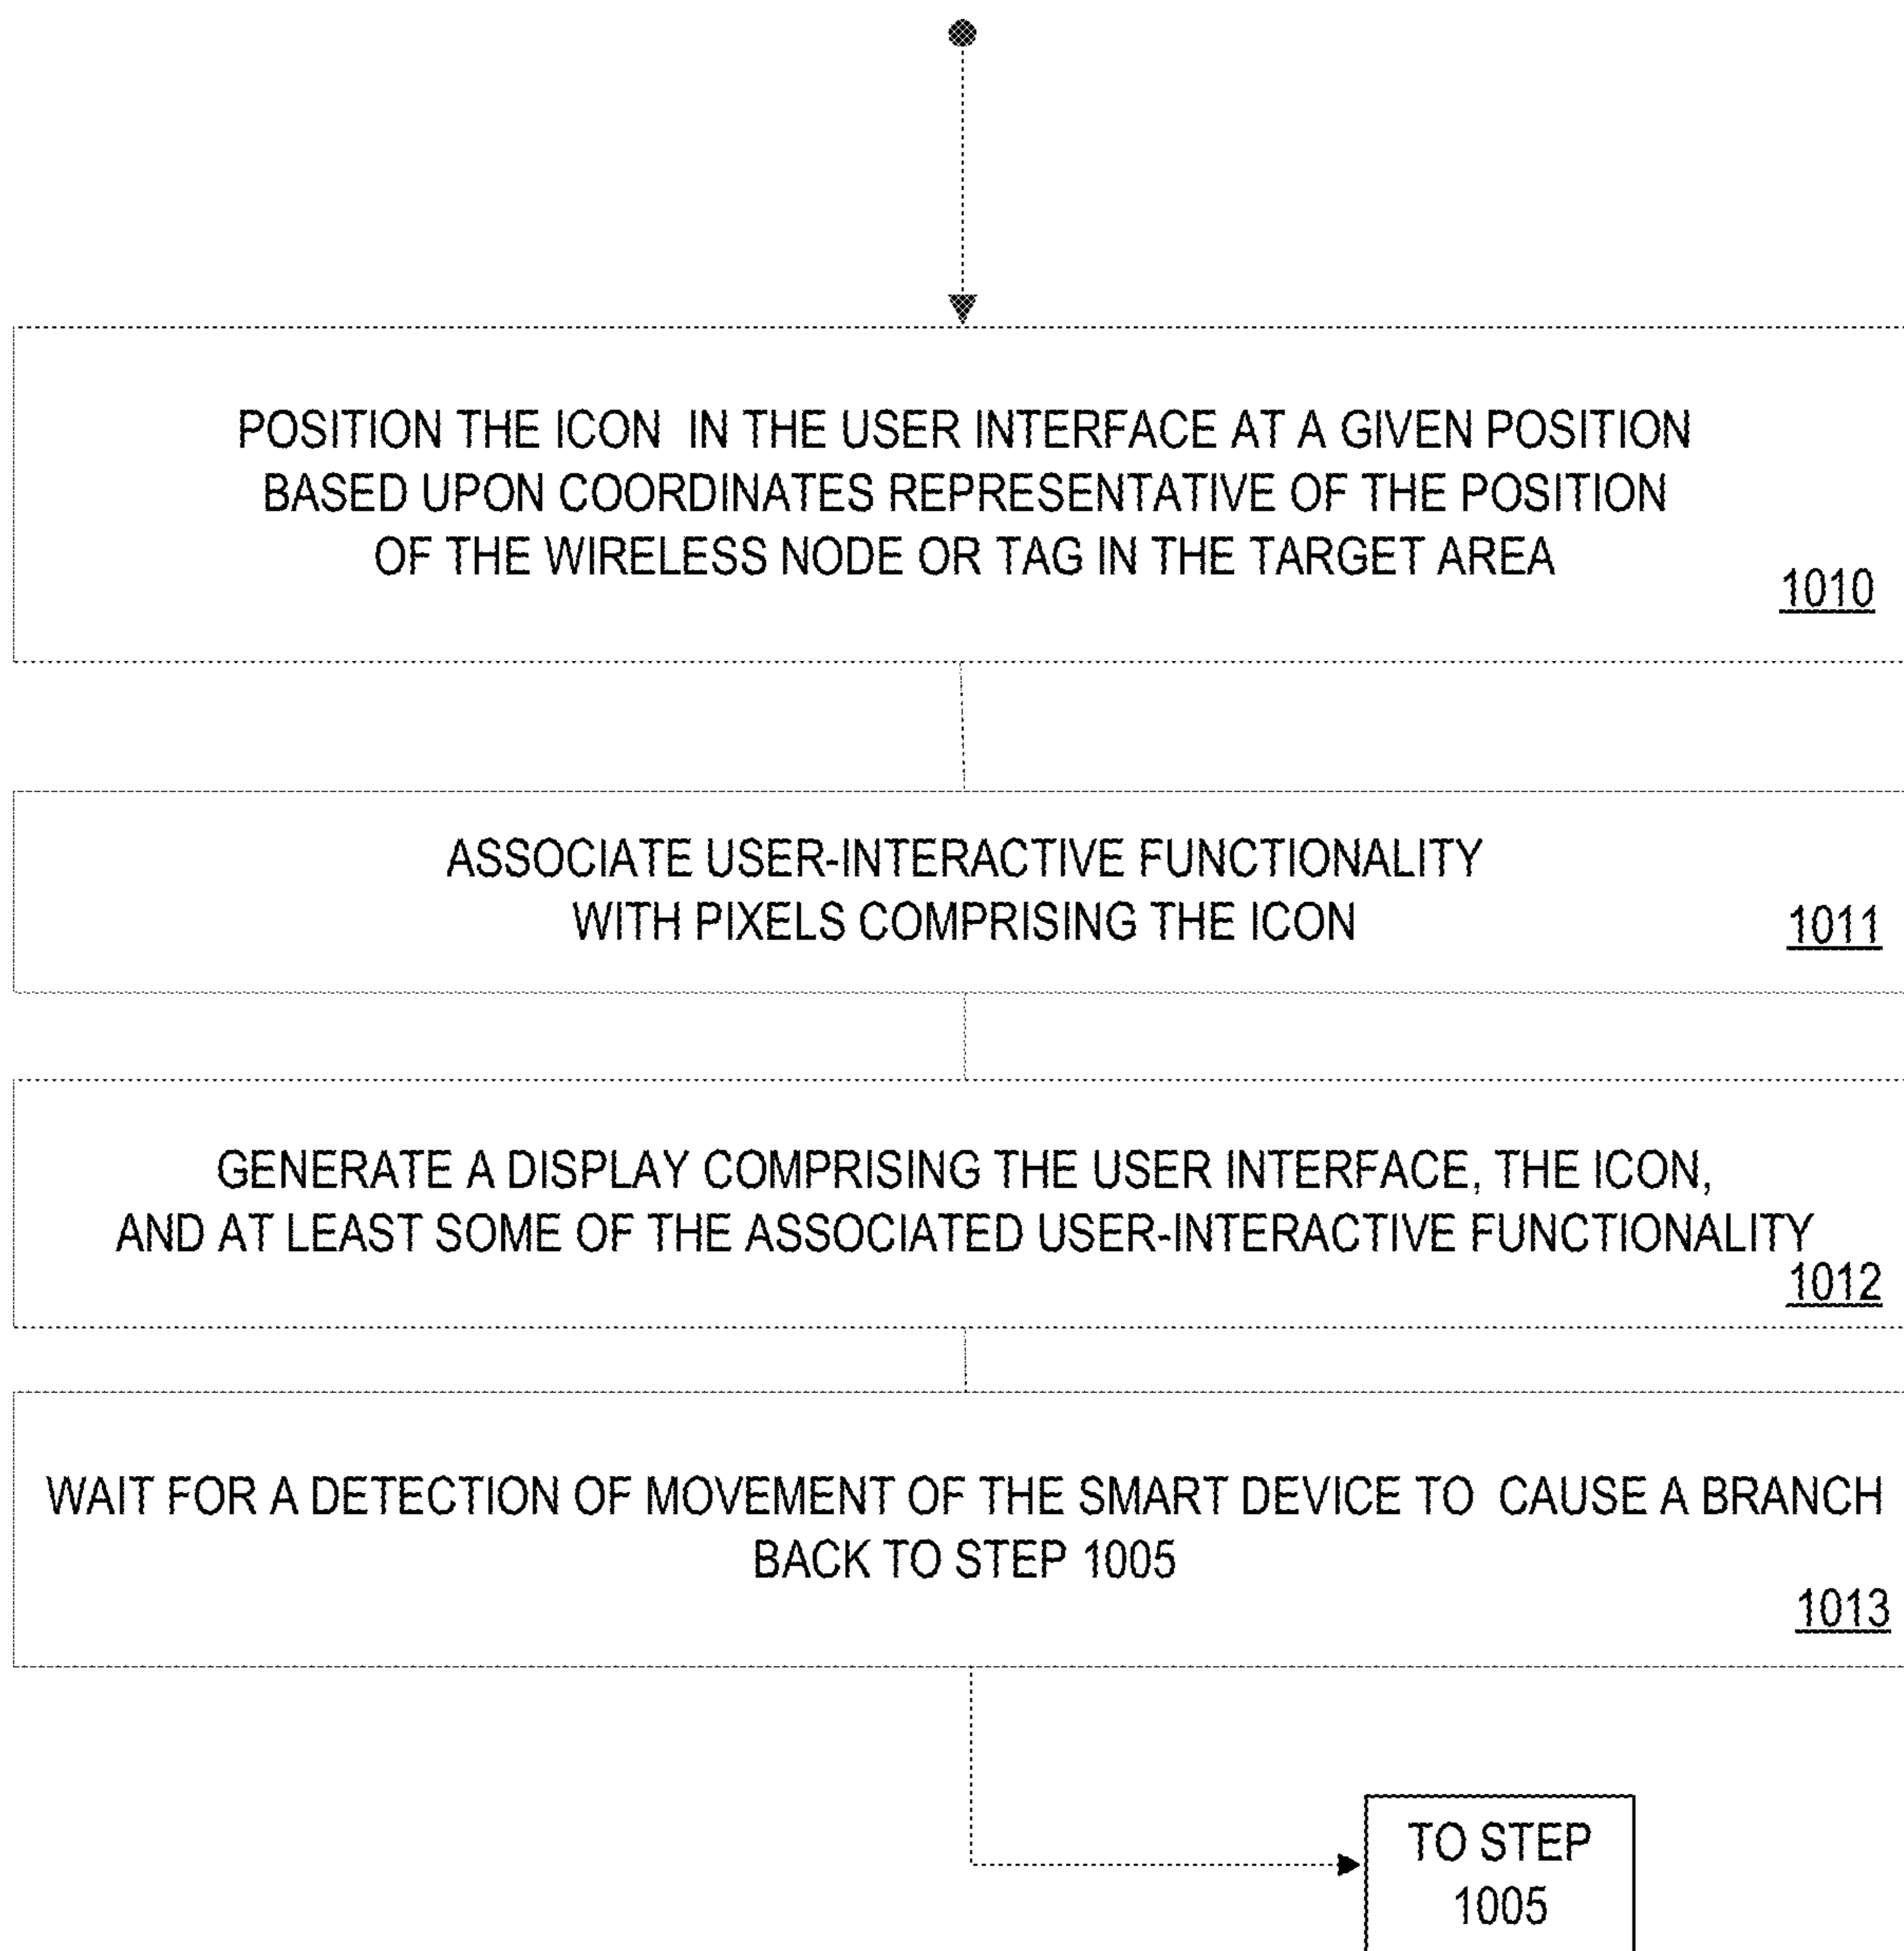 POSITION THE ICON IN THE USER INTERFACE AT A GIVEN POSITION
BASED UPON COORDINATES REPRESENTATIVE OF THE POSITION
OF THE WIRELESS NODE OR TAG IN THE TARGET AREA
1010
ASSOCIATE USER-INTERACTIVE FUNCTIONALITY
WITH PIXELS COMPRISING THE ICON
1011
GENERATE A DISPLAY COMPRISING THE USER INTERFACE, THE ICON,
AND AT LEAST SOME OF THE ASSOCIATED USER-INTERACTIVE FUNCTIONALITY
1012
WAIT FOR A DETECTION OF MOVEMENT OF THE SMART DEVICE TO CAUSE A BRANCH
BACK TO STEP 1005
1013
TO STEP
1005